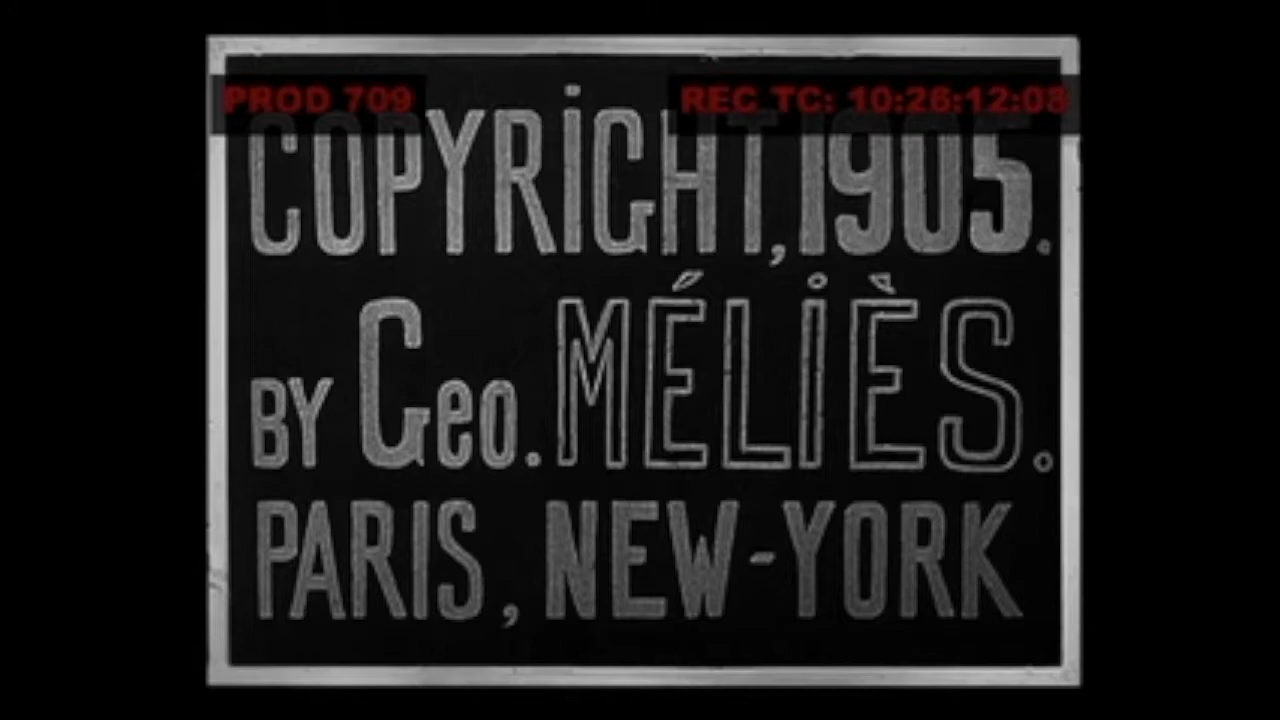 PROD 709 REC TC: 10:26:12:08
COPYRiGHT, 1905.
BY Geo. MÉLiÈS.
PARIS, NEW-YORK